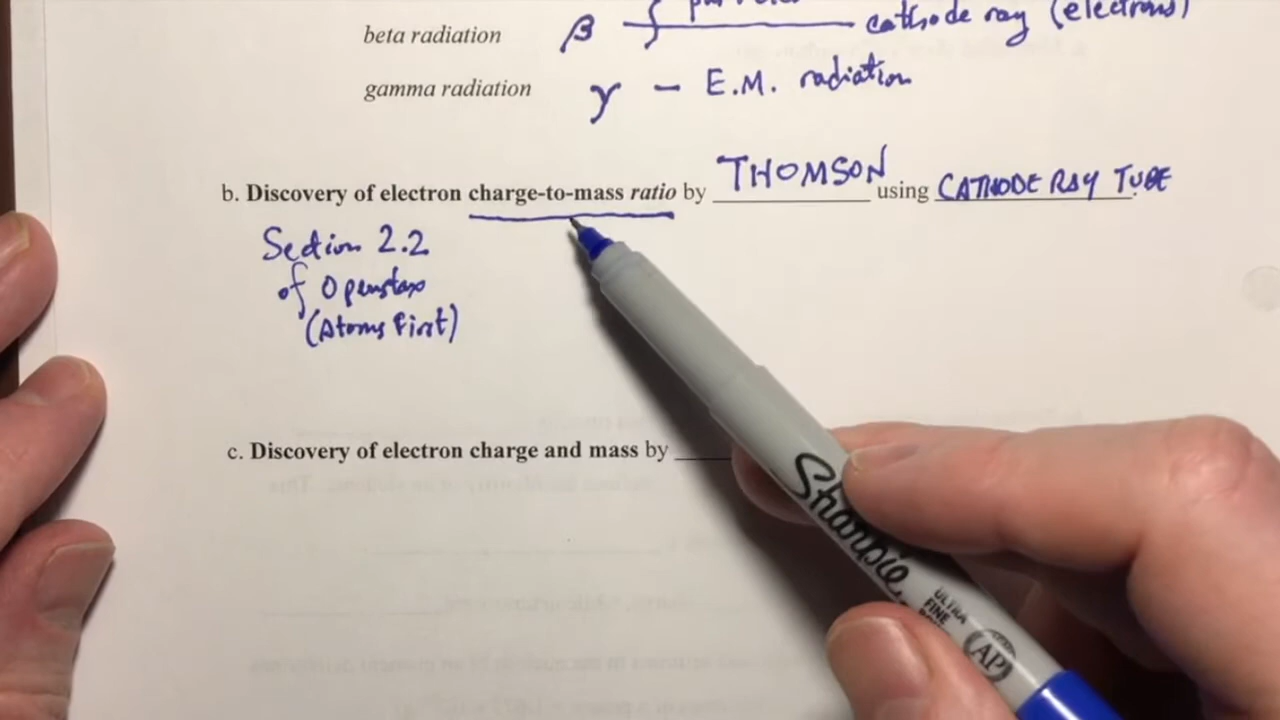 cathode ray (electrons)
beta radiation β
gamma radiation γ – E.M. radiation
b. Discovery of electron charge-to-mass ratio by THOMSON using CATHODE RAY TUBE.
Section 2.2
of Openstax
(Atoms First)
c. Discovery of electron charge and mass by
Sharpie
ULTRA
FINE
AP